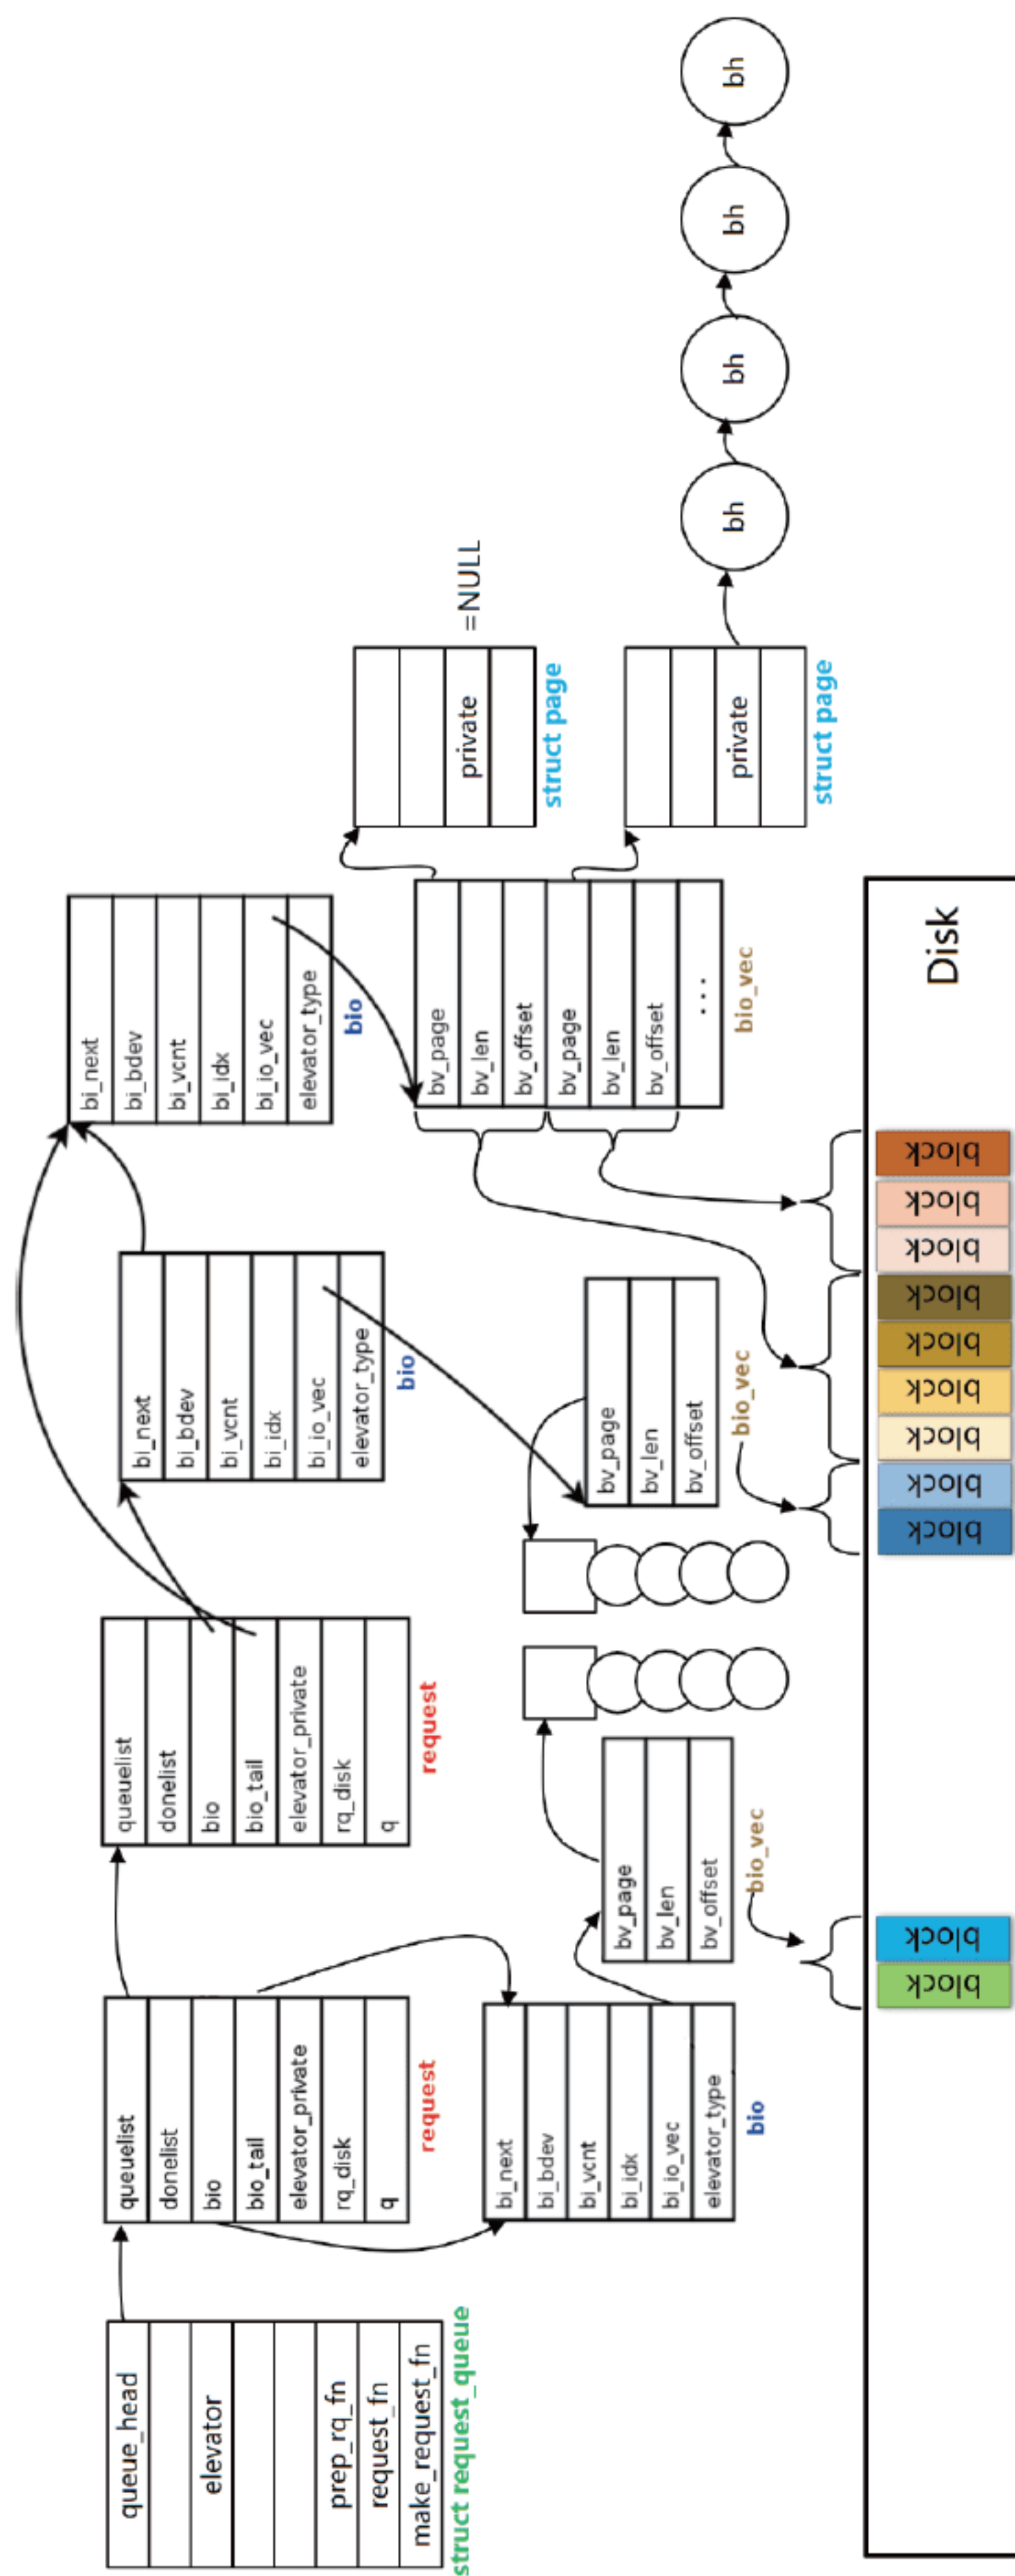 queue_head
elevator
prep_rq_fn
request_fn
make_request_fn
struct request_queue
queuelist
donelist
bio
bio_tail
elevator_private
rq_disk
q
request
queuelist
donelist
bio
bio_tail
elevator_private
rq_disk
q
request
bi_next
bi_bdev
bi_vcnt
bi_idx
bi_io_vec
elevator_type
bio
bi_next
bi_bdev
bi_vcnt
bi_idx
bi_io_vec
elevator_type
bio
bi_next
bi_bdev
bi_vcnt
bi_idx
bi_io_vec
elevator_type
bio
bv_page
bv_len
bv_offset
bio_vec
bv_page
bv_len
bv_offset
bio_vec
bv_page
bv_len
bv_offset
bv_page
bv_len
bv_offset
...
bio_vec
private
=NULL
struct page
private
struct page
bh
bh
bh
bh
block
block
block
block
block
block
block
block
block
block
block
Disk